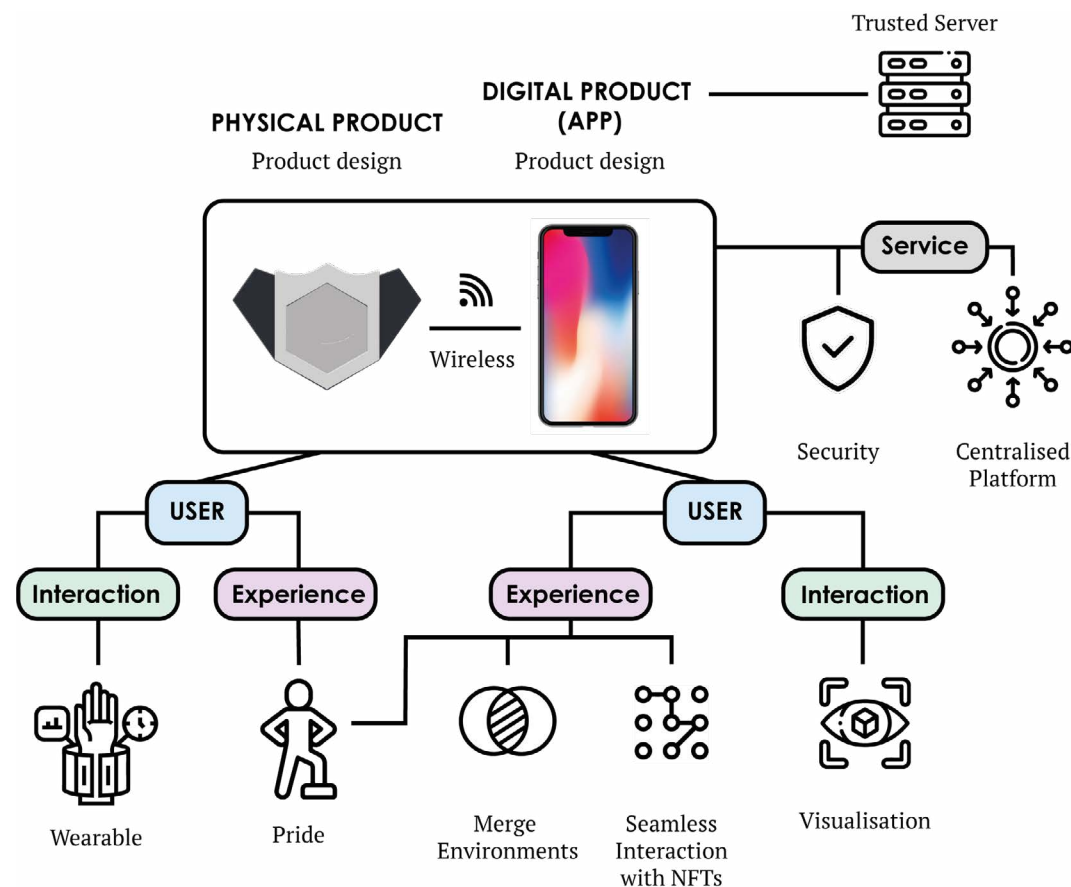 Trusted Server
DIGITAL PRODUCT
(APP)
PHYSICAL PRODUCT
Product design
Product design
Service
Wireless
Security
Centralised
Platform
USER
USER
Interaction
Experience
Experience
Interaction
Wearable
Pride
Merge
Environments
Seamless
Interaction
with NFTs
Visualisation